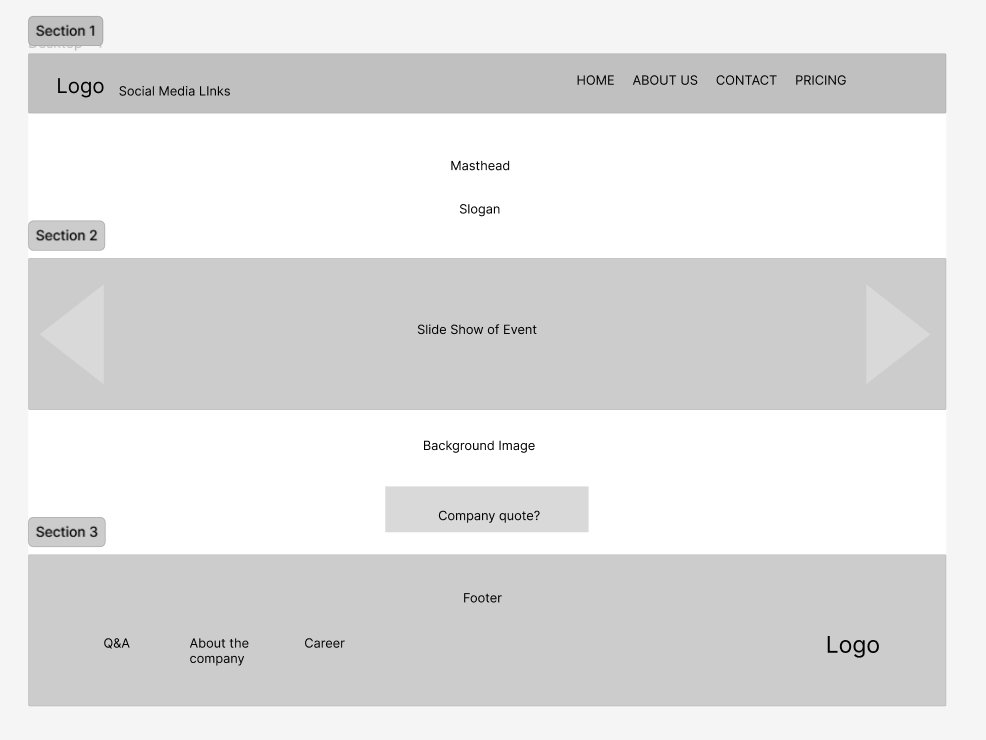 Section 1
Logo
Social Media LInks
HOME ABOUT US CONTACT PRICING
Masthead
Slogan
Section 2
Slide Show of Event
Background Image
Company quote?
Section 3
Footer
Q&A
About the
company
Career
Logo